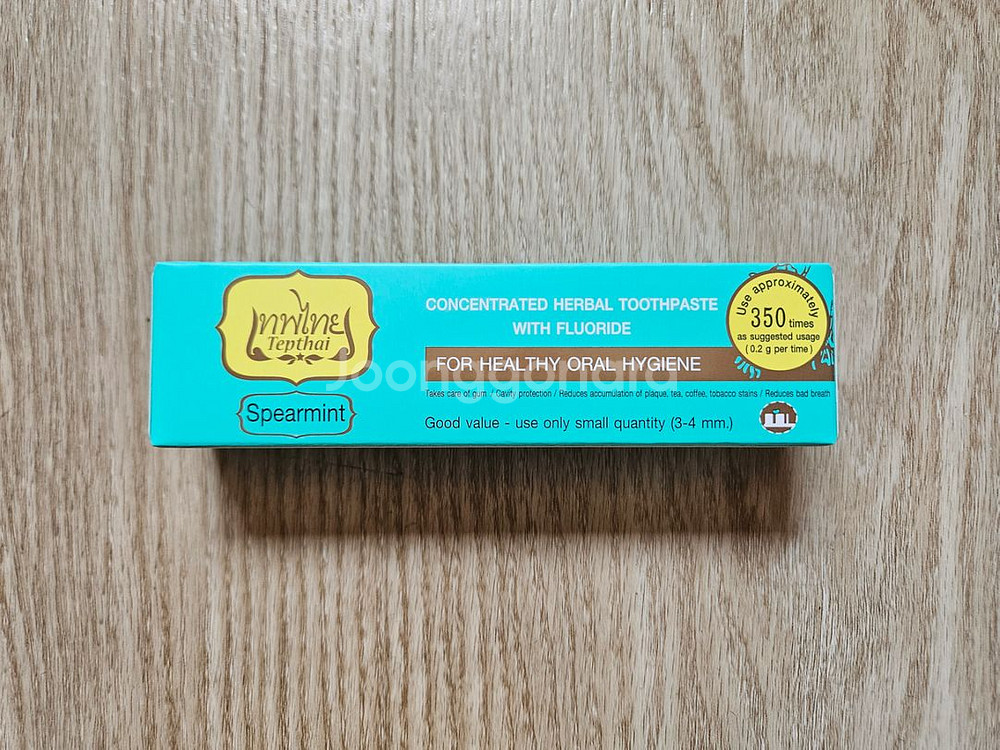 เทพไทย
Tepthai
Spearmint
CONCENTRATED HERBAL TOOTHPASTE
WITH FLUORIDE
FOR HEALTHY ORAL HYGIENE
Takes care of gum / Cavity protection / Reduces accumulation of plaque, tea, coffee, tobacco stains / Reduces bad breath
Good value - use only small quantity (3-4 mm.)
Use approximately
350 times
as suggested usage
(0.2 g per time)
Joonggonara